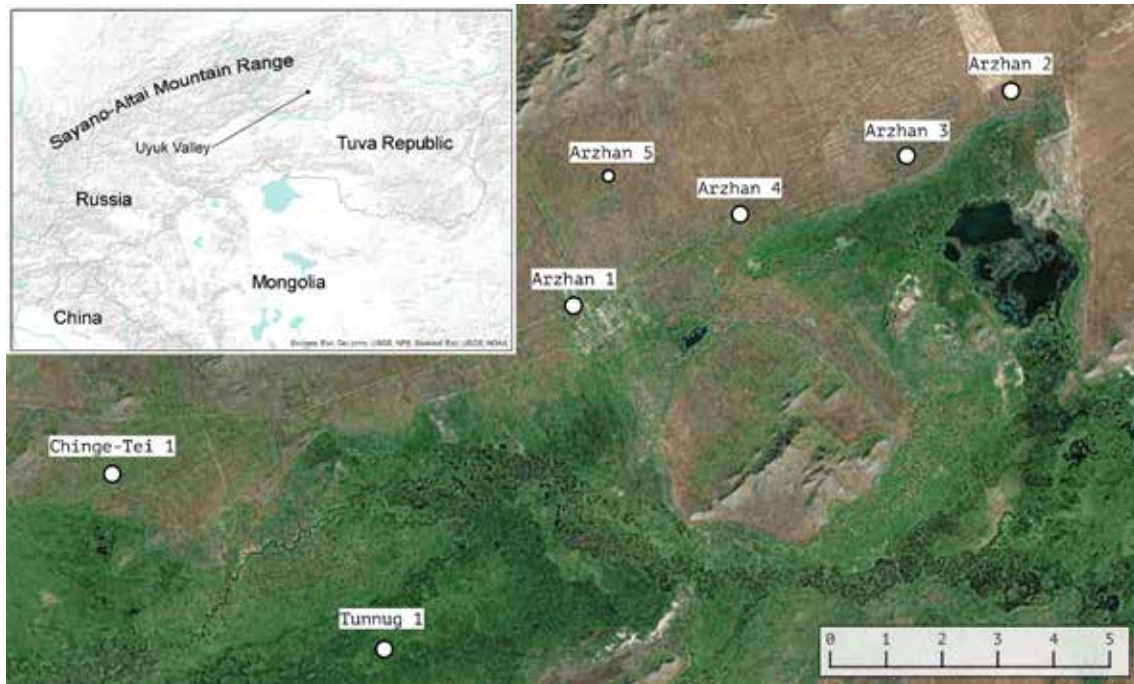 Sayano-Altai Mountain Range
Uyuk Valley
Tuva Republic
Russia
Mongolia
China
Arzhan 2
Arzhan 3
Arzhan 5
Arzhan 4
Arzhan 1
Chinge-Tei 1
Tunnug 1
0 1 2 3 4 5